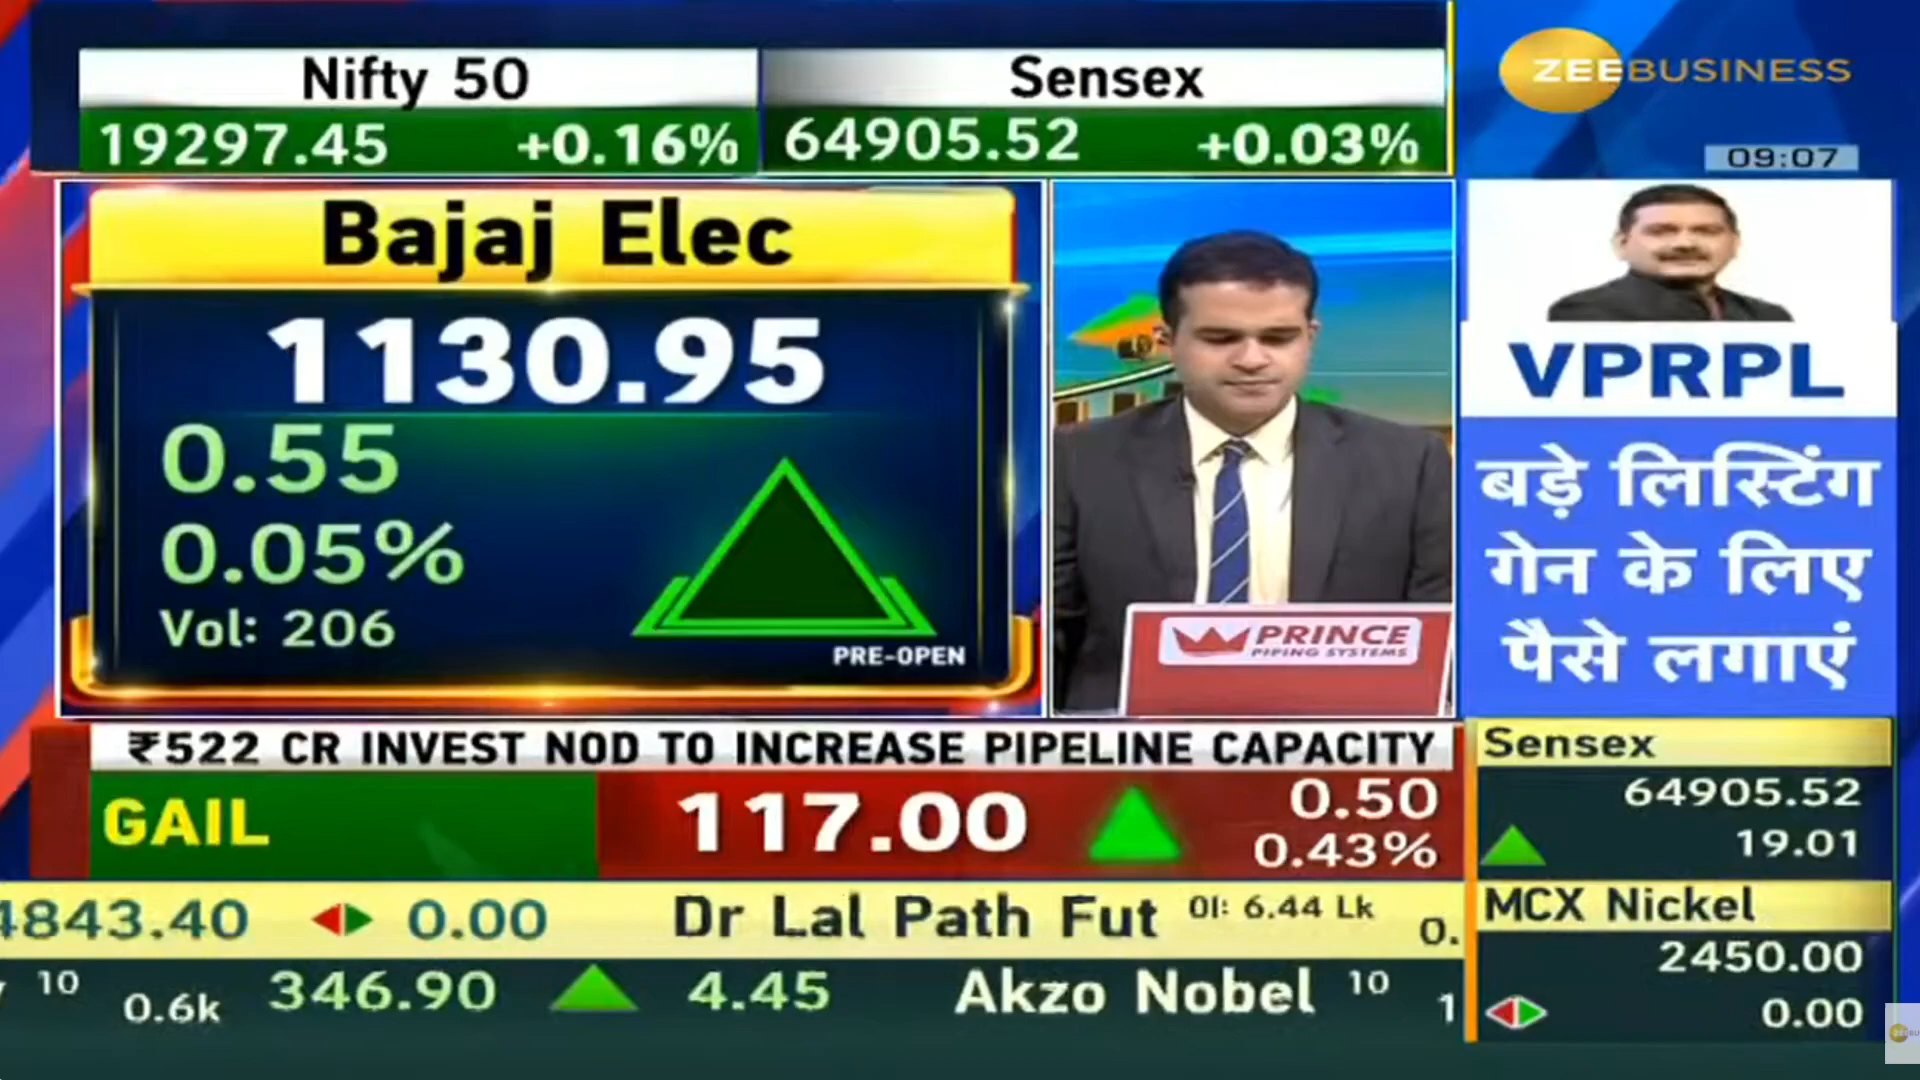 Nifty 50
19297.45 +0.16%
Sensex
64905.52 +0.03%
ZEEBUSINESS
09:07
Bajaj Elec
1130.95
0.55
0.05%
Vol: 206
PRE-OPEN
PRINCE
PIPING SYSTEMS
VPRPL
बड़े लिस्टिंग
गेन के लिए
पैसे लगाएं
₹522 CR INVEST NOD TO INCREASE PIPELINE CAPACITY
GAIL 117.00 0.50
0.43%
Sensex
64905.52
19.01
MCX Nickel
2450.00
0.00
4843.40 0.00 Dr Lal Path Fut OI: 6.44 Lk 0.
10 0.6k 346.90 4.45 Akzo Nobel 10 1